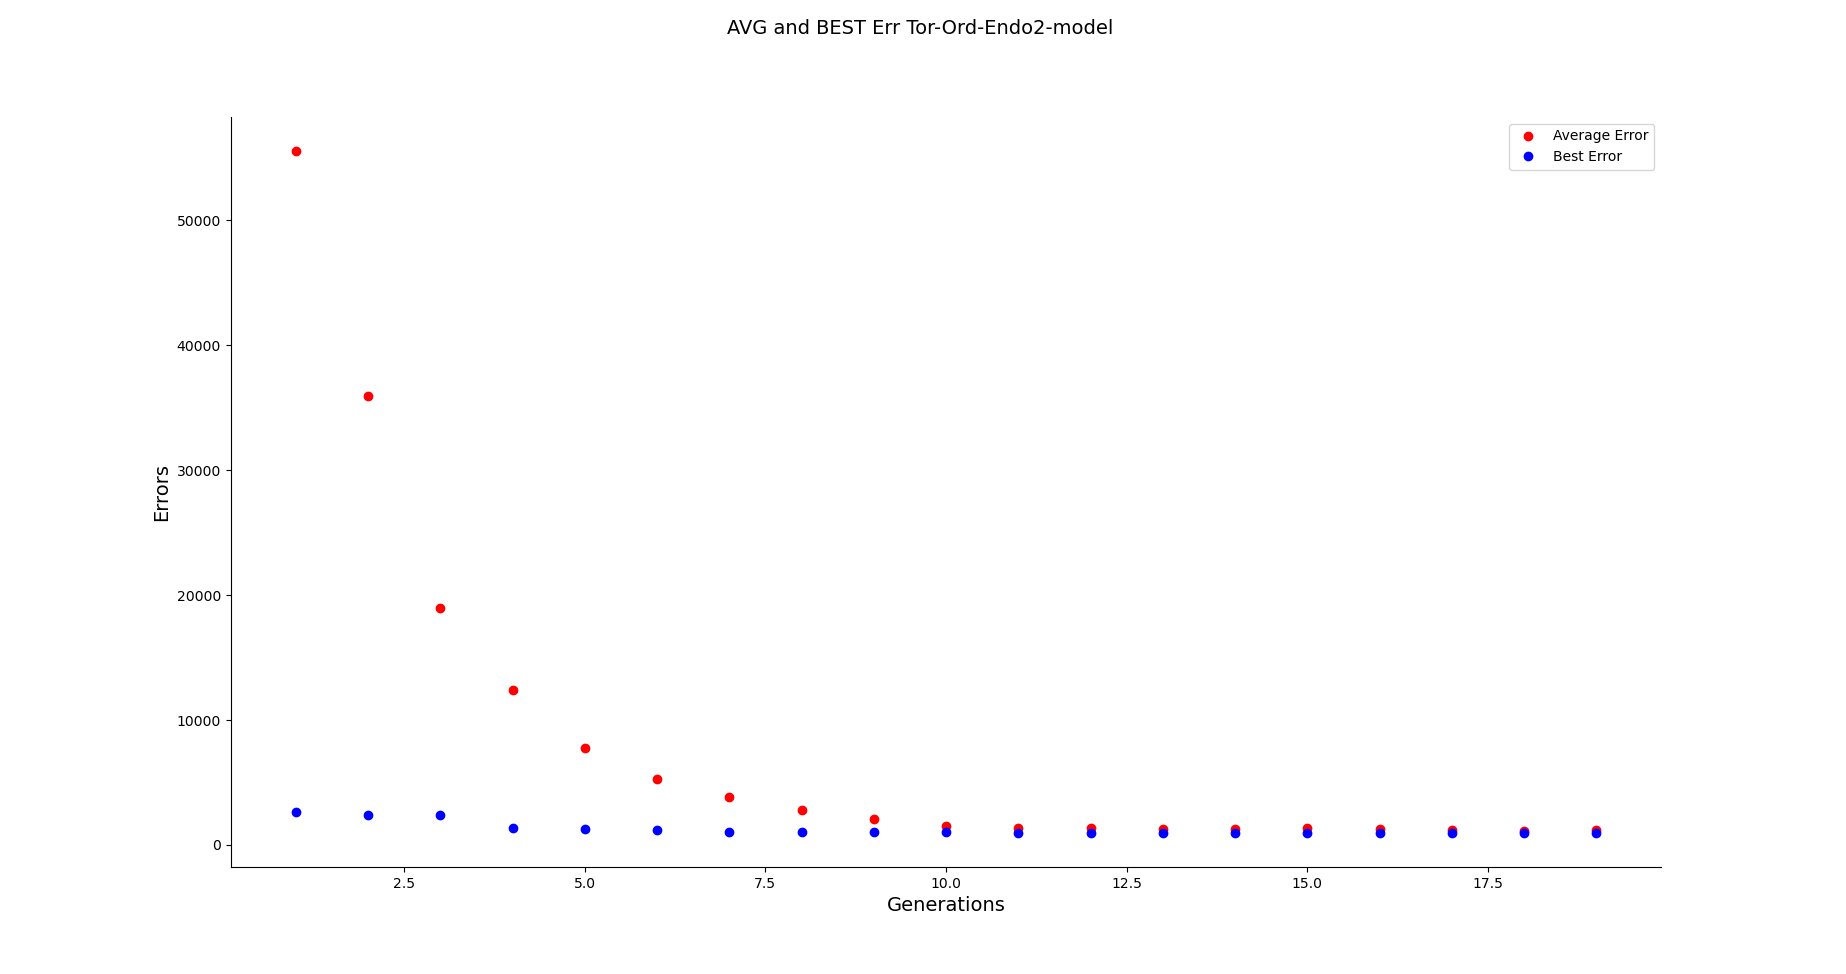 AVG and BEST Err Tor-Ord-Endo2-model
Average Error
Best Error
50000
40000
30000
20000
10000
0
Errors
2.5
5.0
7.5
10.0
12.5
15.0
17.5
Generations